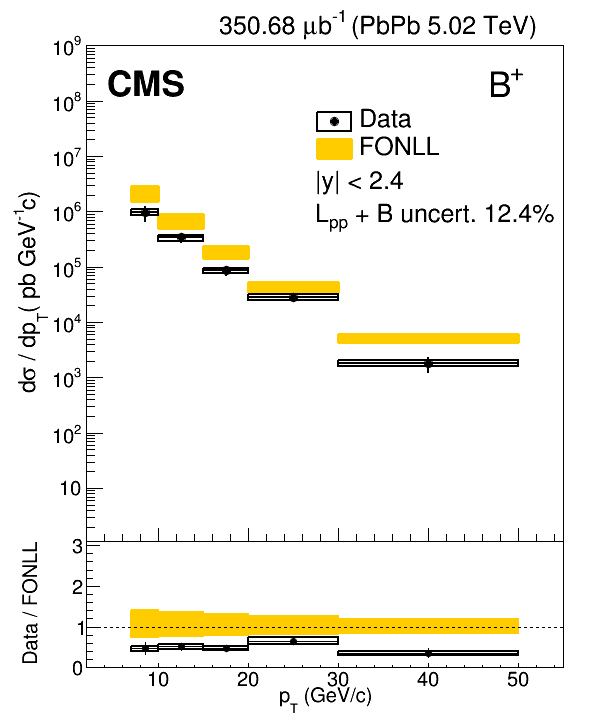 350.68 μb⁻¹ (PbPb 5.02 TeV)
CMS
B⁺
Data
FONLL
|y| < 2.4
L_pp + B uncert. 12.4%
dσ / dp_T( pb GeV⁻¹c)
10⁹
10⁸
10⁷
10⁶
10⁵
10⁴
10³
10²
10
Data / FONLL
3
2
1
0
10 20 30 40 50
p_T (GeV/c)